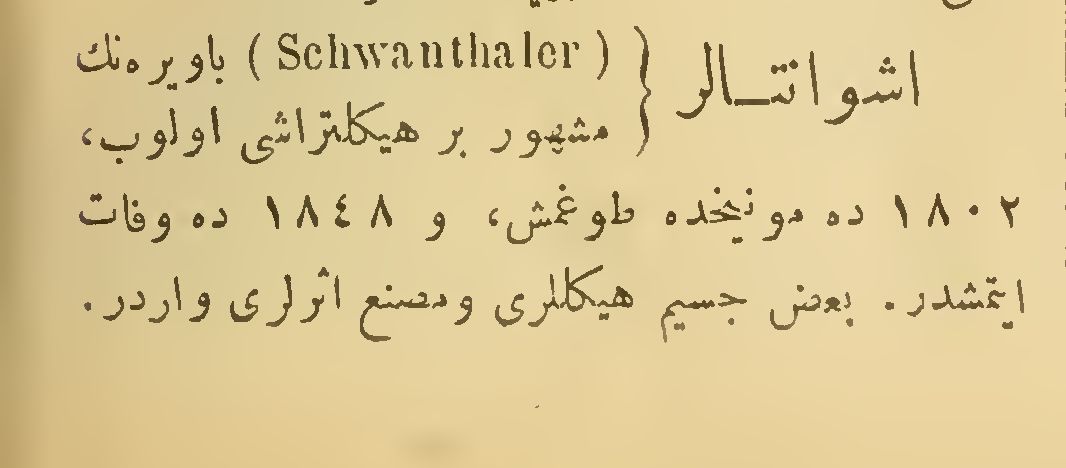 اشوانتالر } (Schwanthaler) باویره‌نك
مشهور بر هیكلتراشی اولوب،
۱۸۰۲ ده مونیخده طوغمش، و ۱۸٤۸ ده وفات
ایتمشدر. بعض جسیم هیكللری ومصنع اثرلری واردر.